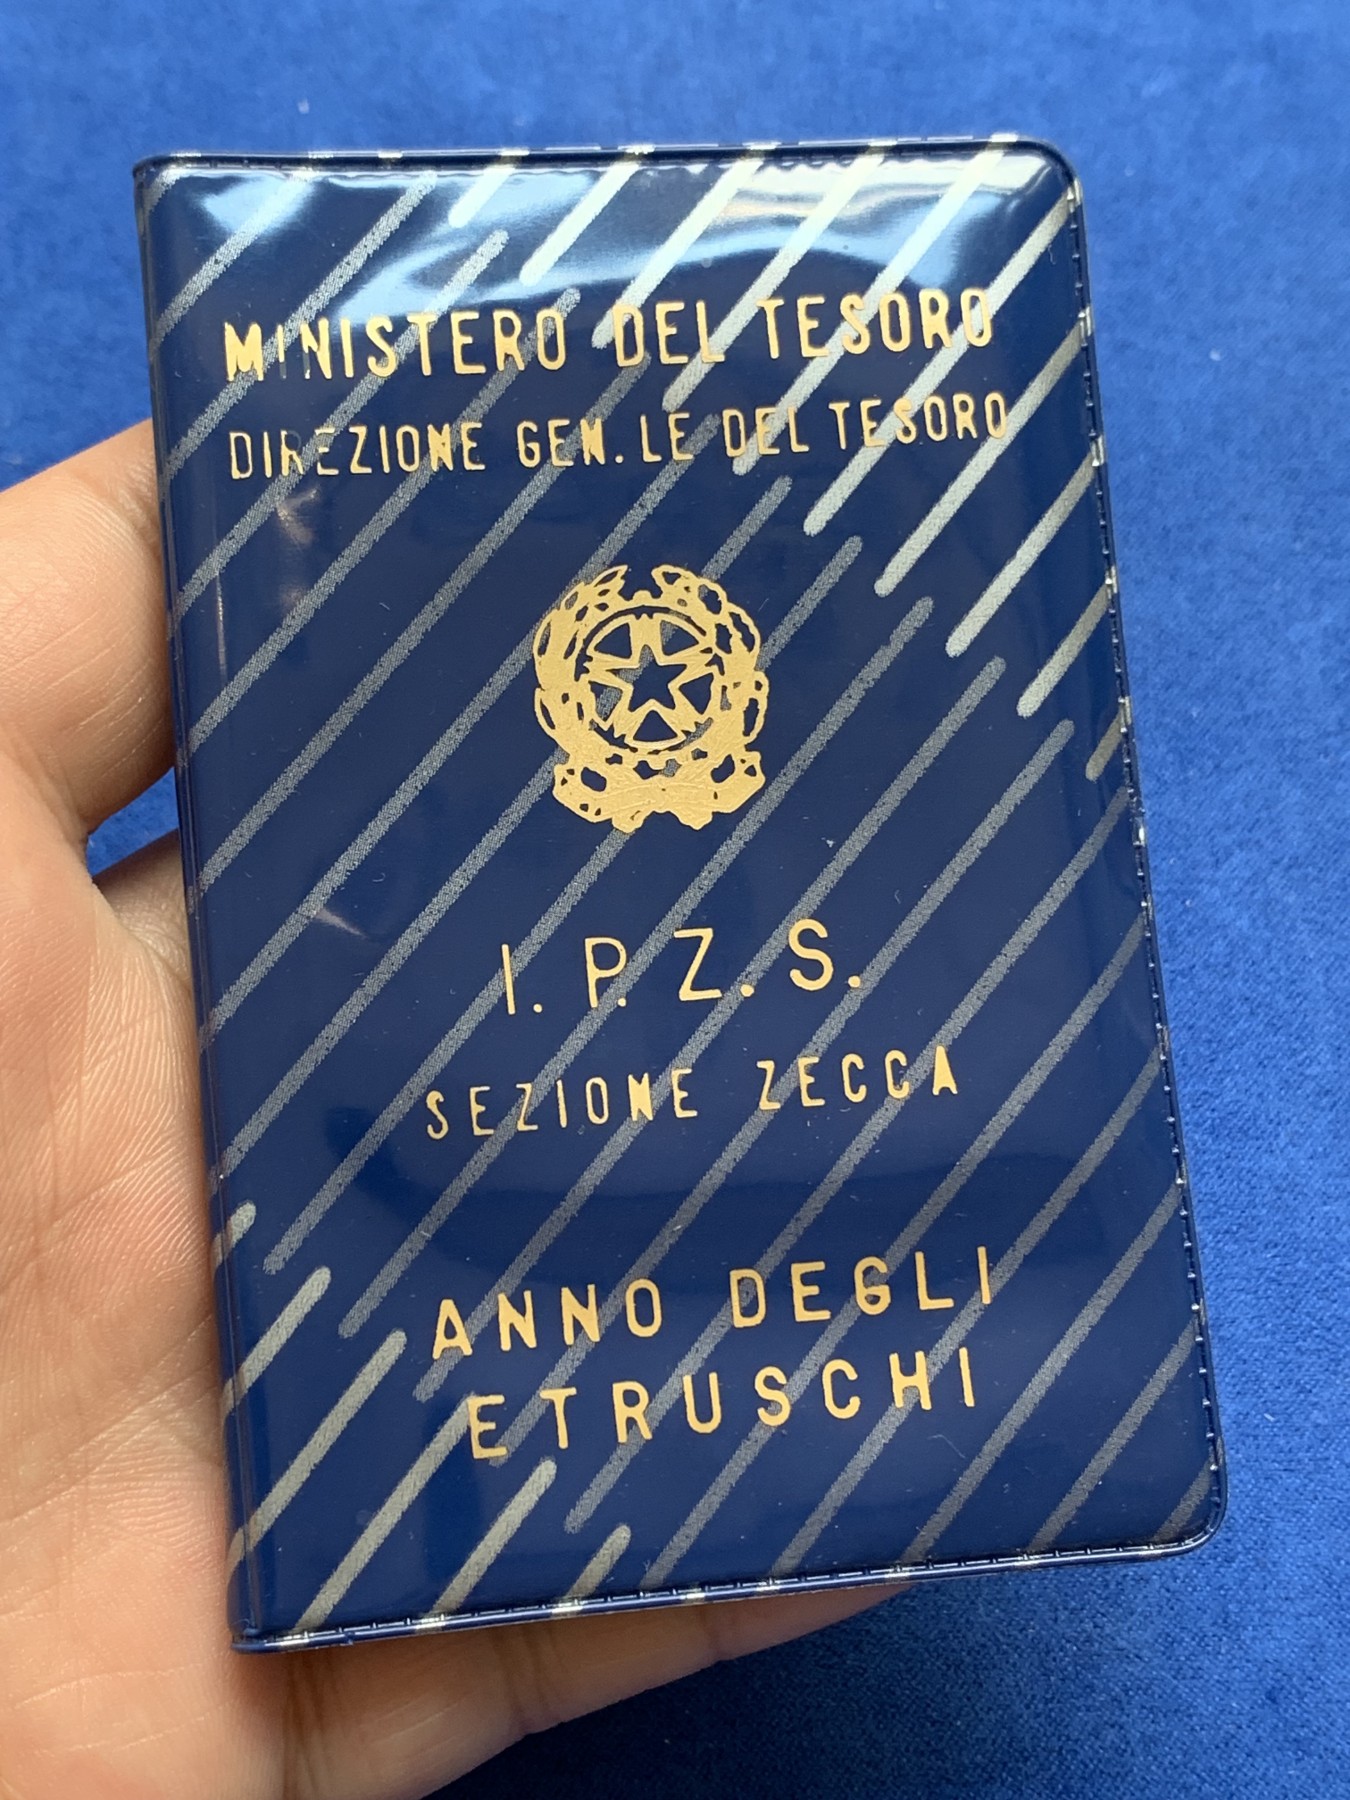 MINISTERO DEL TESORO
DIREZIONE GEN.LE DEL TESORO
I.P.Z.S.
SEZIONE ZECCA
ANNO DEGLI
ETRUSCHI